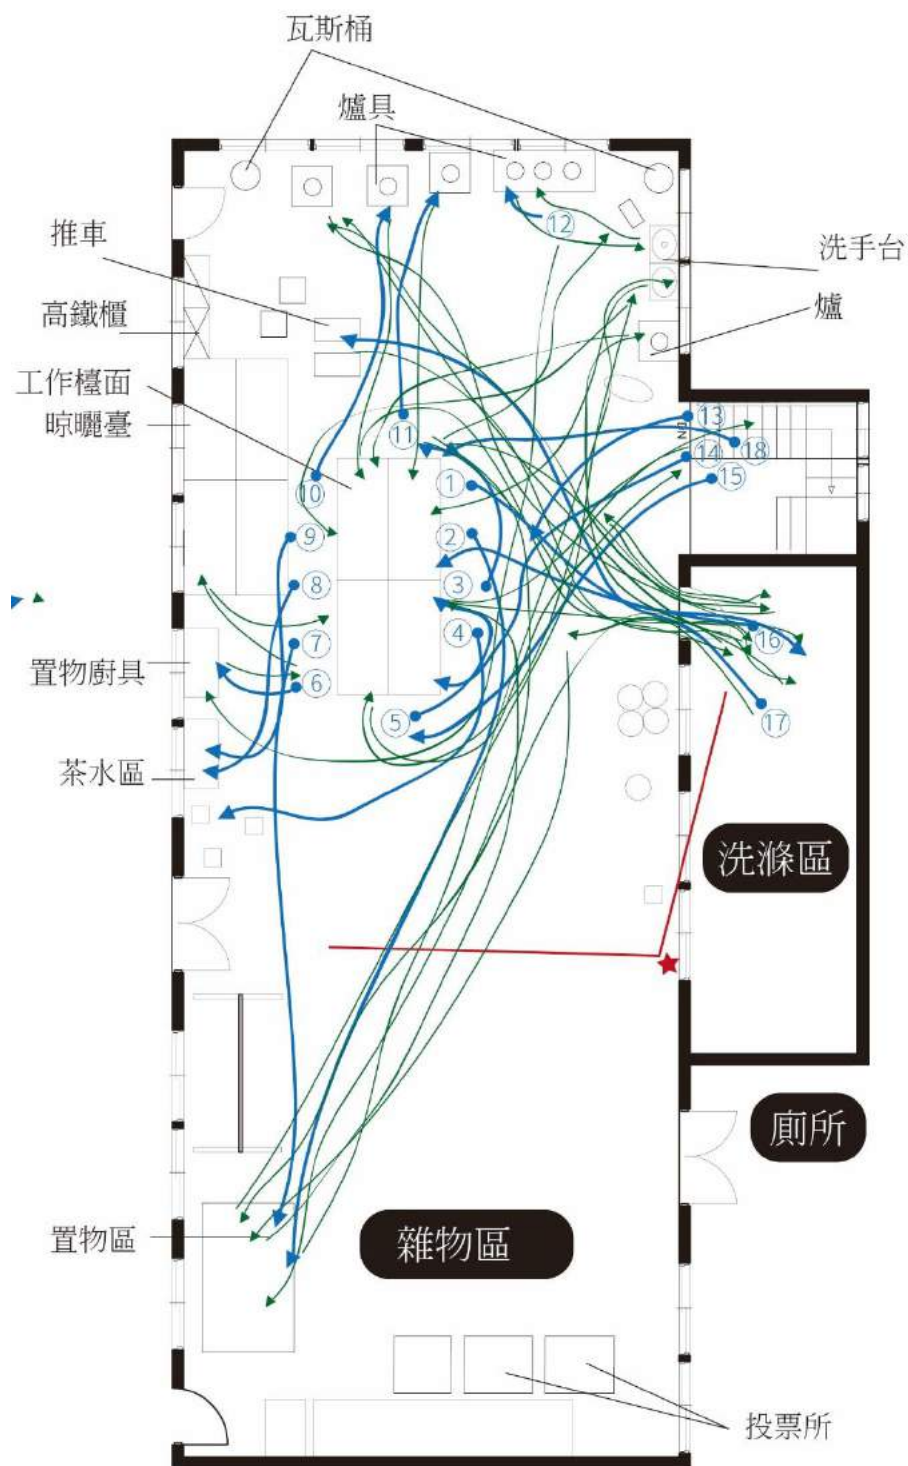 瓦斯桶
爐具
推車
洗手台
高鐵櫃
爐
工作檯面
晾曬臺
置物廚具
茶水區
洗滌區
廁所
置物區
雜物區
投票所
DN
1
2
3
4
5
6
7
8
9
10
11
12
13
14
15
16
17
18